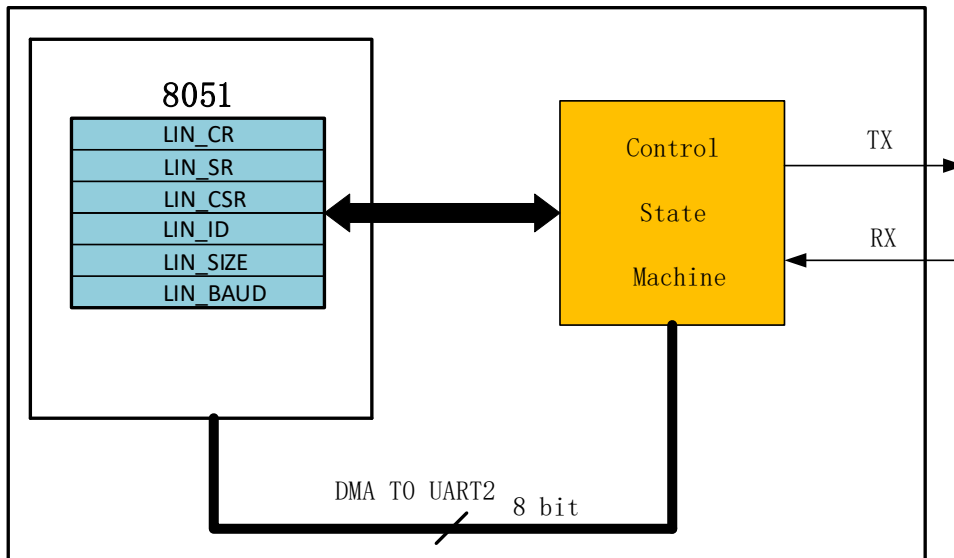 8051
LIN_CR
LIN_SR
LIN_CSR
LIN_ID
LIN_SIZE
LIN_BAUD
Control
State
Machine
TX
RX
DMA TO UART2
8 bit